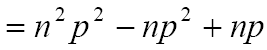 = n²p² − np² + np